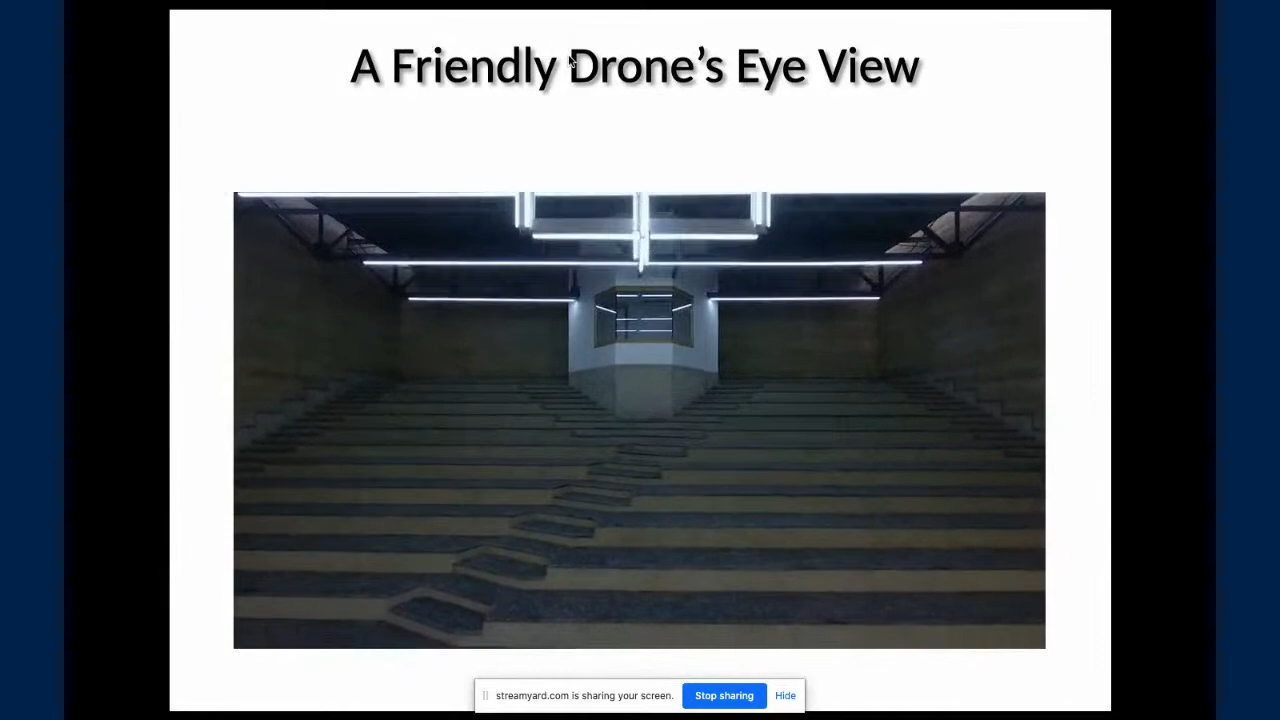 A Friendly Drone’s Eye View
streamyard.com is sharing your screen. Stop sharing Hide